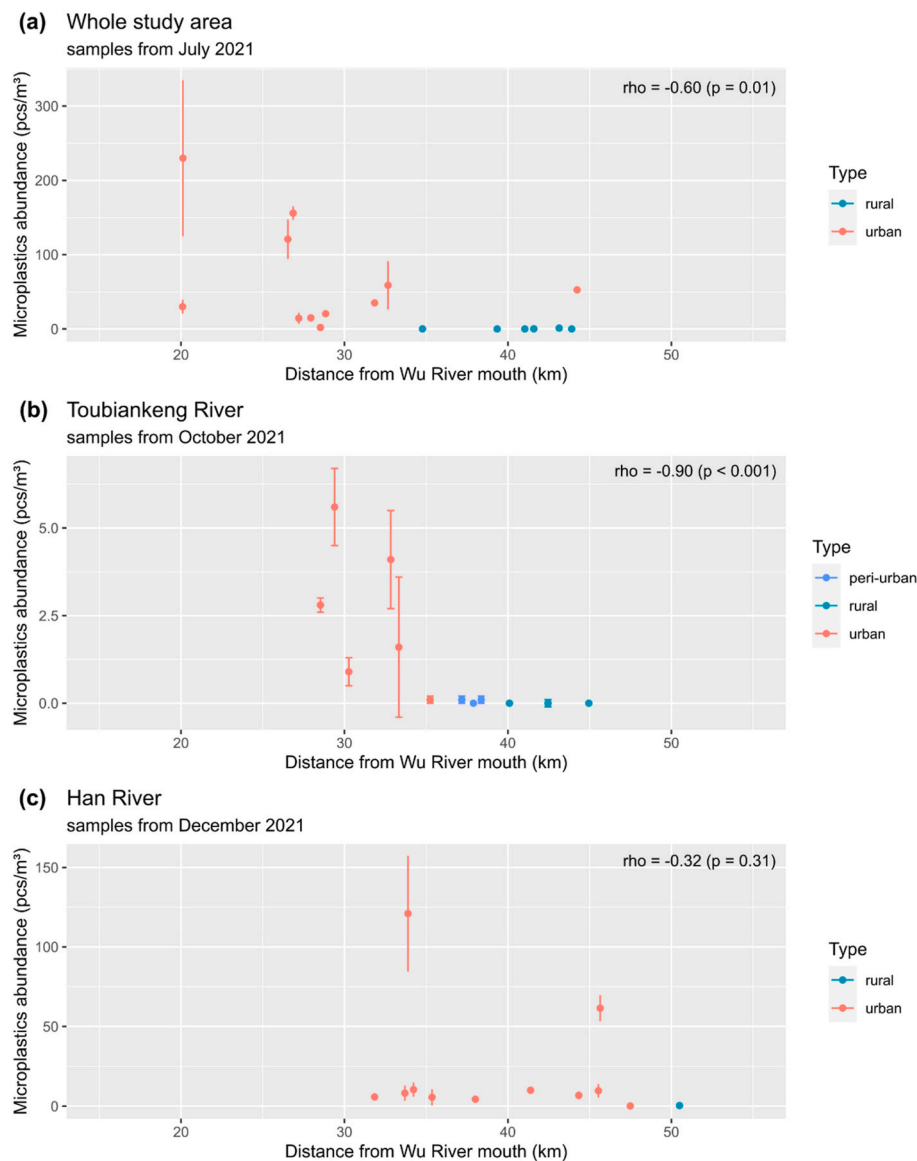 (a) Whole study area
samples from July 2021
rho = -0.60 (p = 0.01)
Microplastics abundance (pcs/m³)
300
200
100
0
20 30 40 50
Distance from Wu River mouth (km)
Type
rural
urban
(b) Toubiankeng River
samples from October 2021
rho = -0.90 (p < 0.001)
Microplastics abundance (pcs/m³)
5.0
2.5
0.0
20 30 40 50
Distance from Wu River mouth (km)
Type
peri-urban
rural
urban
(c) Han River
samples from December 2021
rho = -0.32 (p = 0.31)
Microplastics abundance (pcs/m³)
150
100
50
0
20 30 40 50
Distance from Wu River mouth (km)
Type
rural
urban